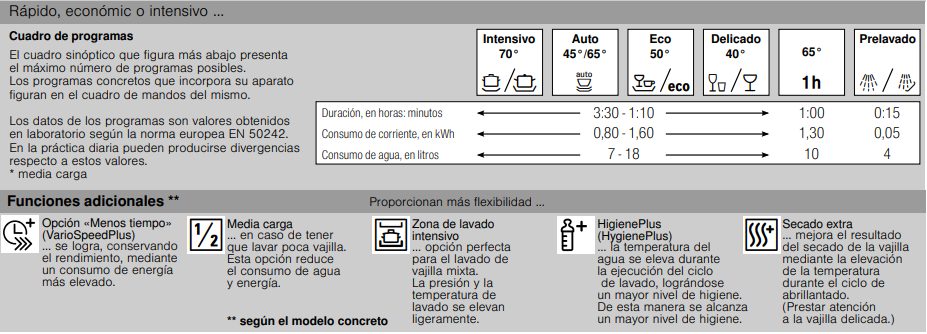 Rápido, económic o intensivo ...
Cuadro de programas
El cuadro sinóptico que figura más abajo presenta
el máximo número de programas posibles.
Los programas concretos que incorpora su aparato
figuran en el cuadro de mandos del mismo.
Los datos de los programas son valores obtenidos
en laboratorio según la norma europea EN 50242.
En la práctica diaria pueden producirse divergencias
respecto a estos valores.
* media carga
Intensivo
70°
Auto
45°/65°
auto
Eco
50°
eco
Delicado
40°
65°
1h
Prelavado
Duración, en horas: minutos 3:30 - 1:10 1:00 0:15
Consumo de corriente, en kWh 0,80 - 1,60 1,30 0,05
Consumo de agua, en litros 7 - 18 10 4
Funciones adicionales ** Proporcionan más flexibilidad ...
Opción «Menos tiempo»
(VarioSpeedPlus)
... se logra, conservando
el rendimiento, mediante
un consumo de energía
más elevado.
1/2
Media carga
... en caso de tener
que lavar poca vajilla.
Esta opción reduce
el consumo de agua
y energía.
Zona de lavado
intensivo
... opción perfecta
para el lavado de
vajilla mixta.
La presión y la
temperatura de
lavado se elevan
ligeramente.
HigienePlus
(HygienePlus)
... la temperatura del
agua se eleva durante
la ejecución del ciclo
de lavado, lográndose
un mayor nivel de higiene.
De esta manera se alcanza
un mayor nivel de higiene.
Secado extra
... mejora el resultado
del secado de la vajilla
mediante la elevación
de la temperatura
durante el ciclo de
abrillantado.
(Prestar atención
a la vajilla delicada.)
** según el modelo concreto